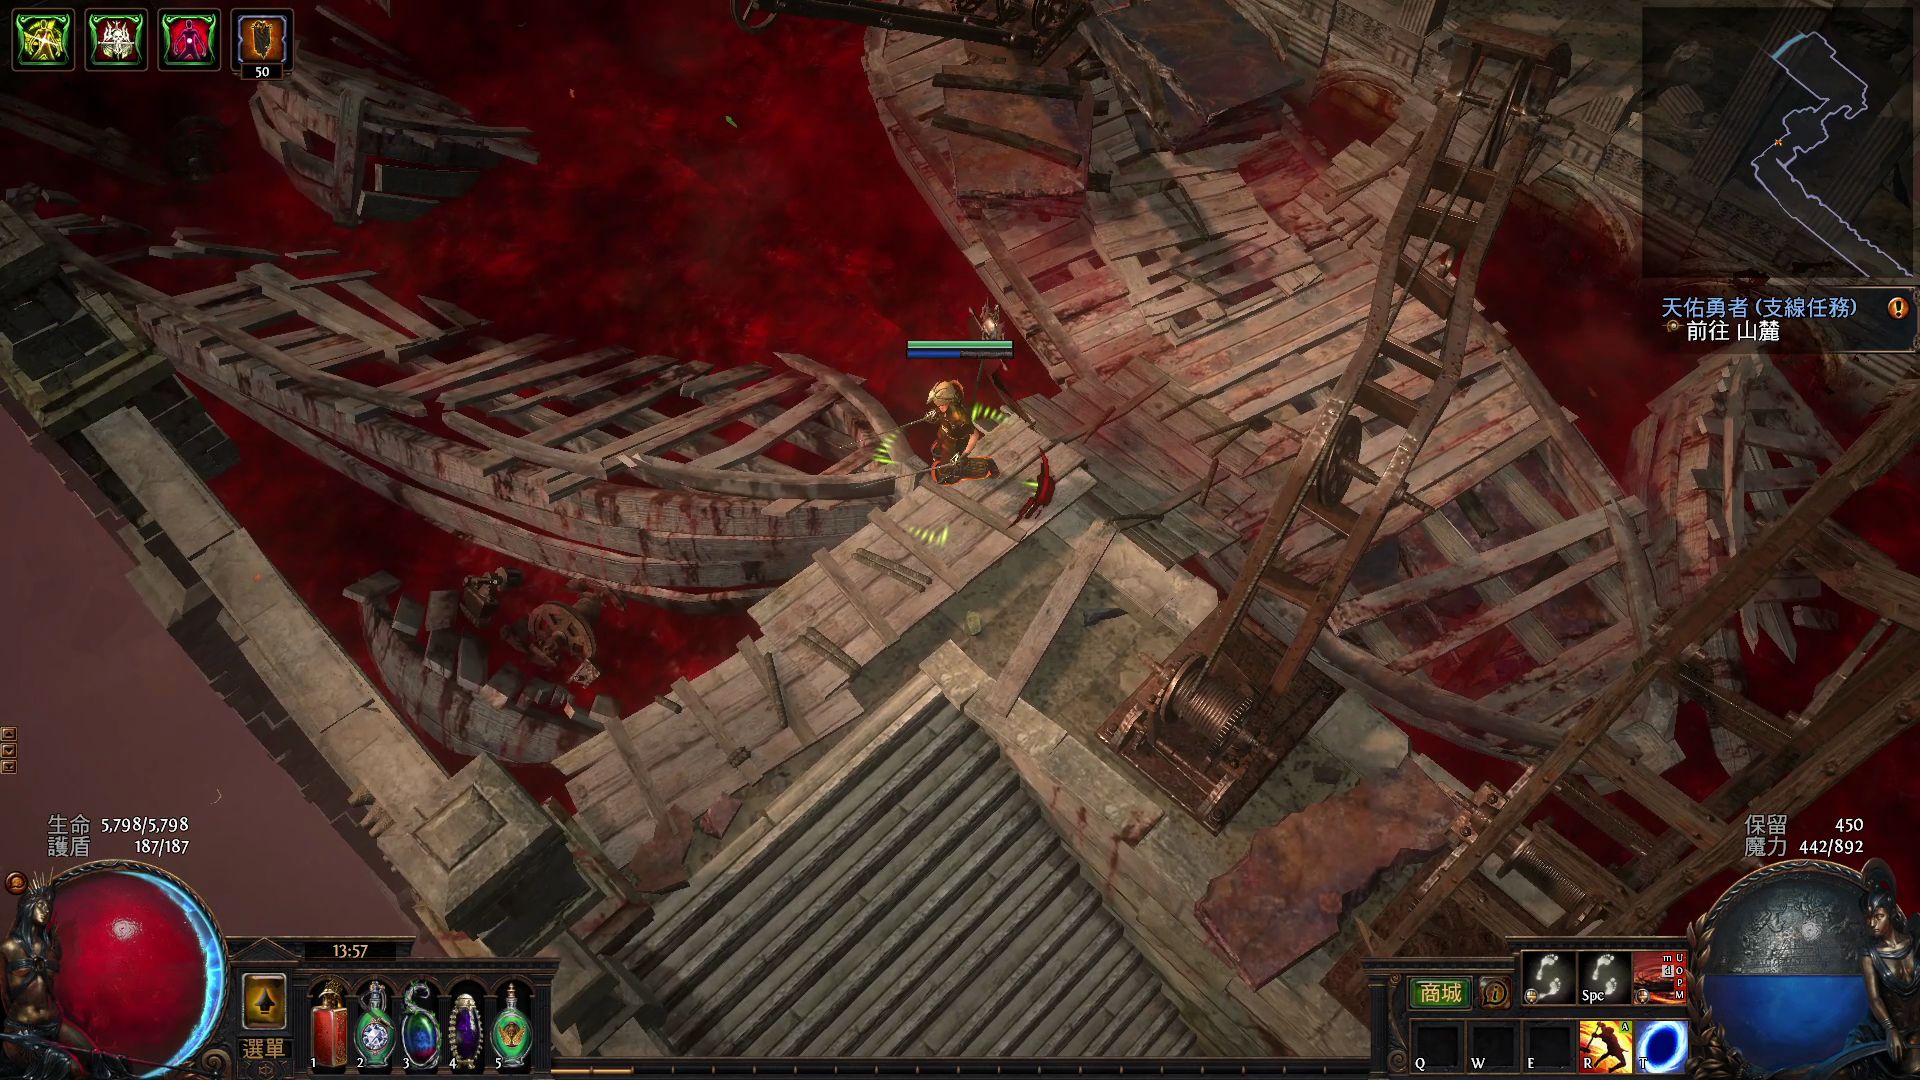 50
天佑勇者 (支線任務)
前往 山麓
生命 5,798/5,798
護盾 187/187
保留 450
魔力 442/892
13:57
選單
1 2 3 4 5
商城
Spc
m U
d O
P
M
A
Q W E R T